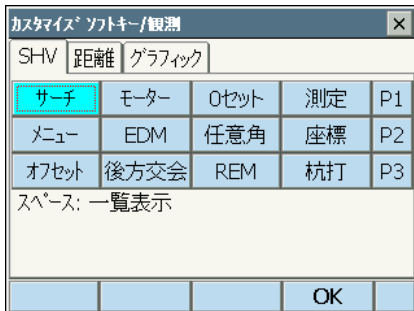 カスタマイズ ソフトキー/観測 ×
SHV 距離 グラフィック
サーチ モーター 0セット 測定 P1
メニュー EDM 任意角 座標 P2
オフセット 後方交会 REM 杭打 P3
スペース: 一覧表示
OK